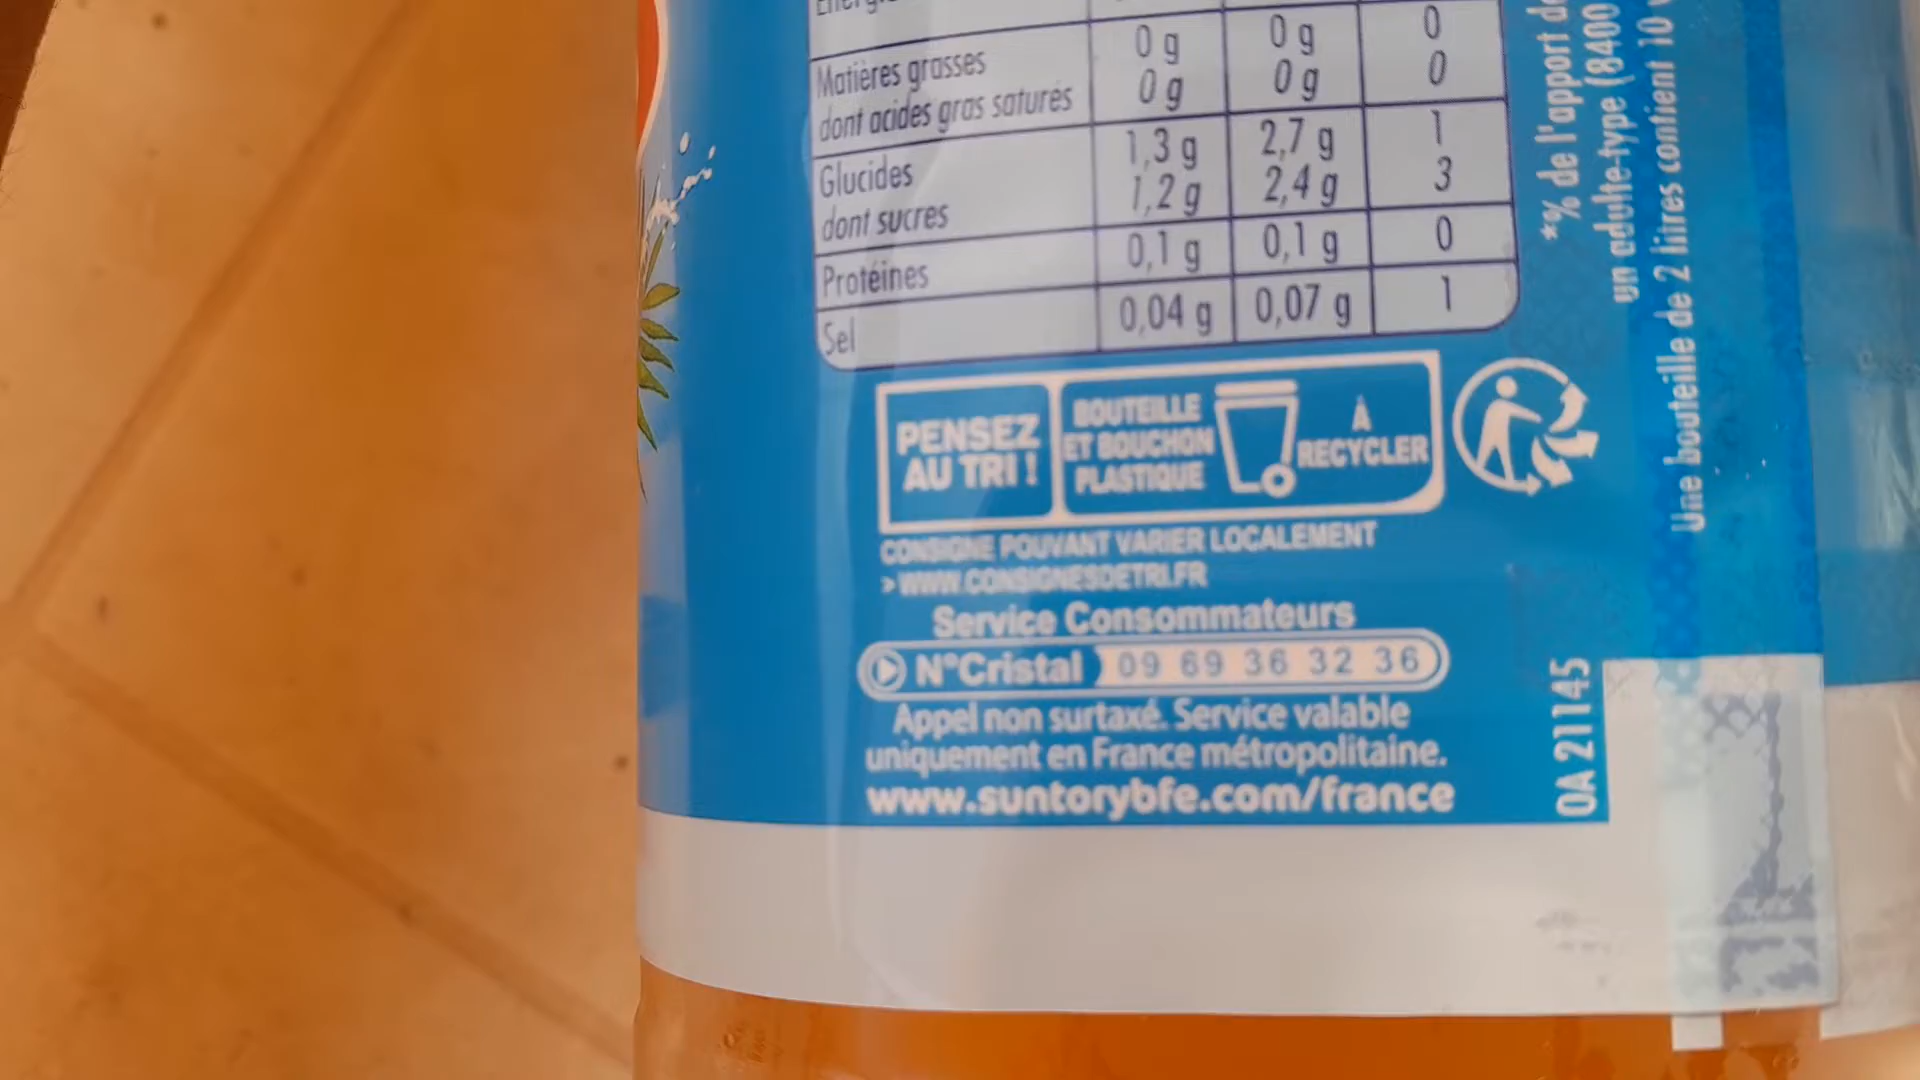 Matières grasses 0 g 0 g 0
dont acides gras saturés 0 g 0 g 0
Glucides 1,3 g 2,7 g 1
dont sucres 1,2 g 2,4 g 3
Protéines 0,1 g 0,1 g 0
Sel 0,04 g 0,07 g 1
PENSEZ
AU TRI !
BOUTEILLE
ET BOUCHON
PLASTIQUE
À
RECYCLER
CONSIGNE POUVANT VARIER LOCALEMENT
> WWW.CONSIGNESDETRI.FR
Service Consommateurs
N°Cristal 09 69 36 32 36
Appel non surtaxé. Service valable
uniquement en France métropolitaine.
www.suntorybfe.com/france
*% de l'apport de
un adulte-type (8400
Une bouteille de 2 litres contient 10
OA 21145